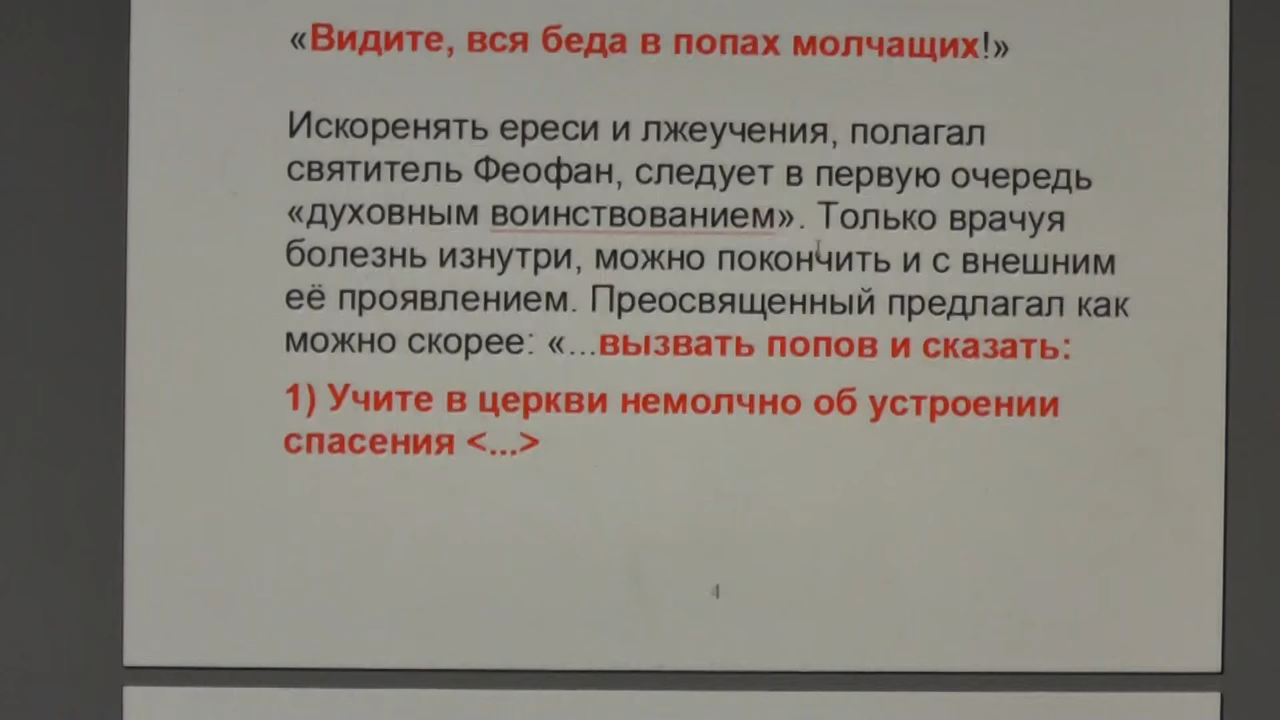 «Видите, вся беда в попах молчащих!»
Искоренять ереси и лжеучения, полагал
святитель Феофан, следует в первую очередь
«духовным воинствованием». Только врачуя
болезнь изнутри, можно покончить и с внешним
её проявлением. Преосвященный предлагал как
можно скорее: «...вызвать попов и сказать:
1) Учите в церкви немолчно об устроении
спасения <...>
4